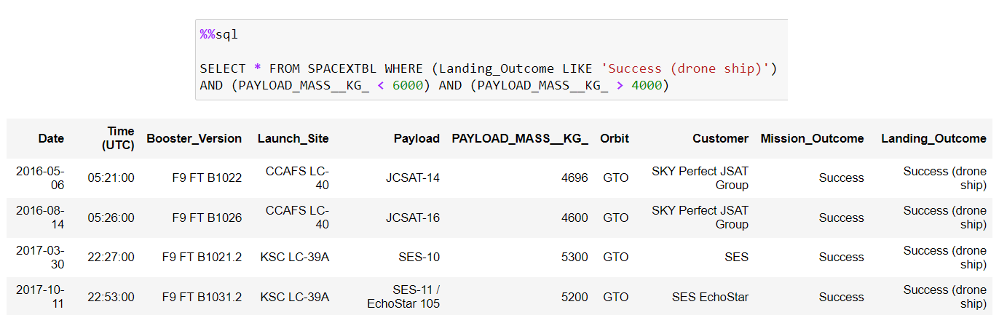 %%sql
SELECT * FROM SPACEXTBL WHERE (Landing_Outcome LIKE 'Success (drone ship)')
AND (PAYLOAD_MASS__KG_ < 6000) AND (PAYLOAD_MASS__KG_ > 4000)
Date Time (UTC) Booster_Version Launch_Site Payload PAYLOAD_MASS__KG_ Orbit Customer Mission_Outcome Landing_Outcome
2016-05-06 05:21:00 F9 FT B1022 CCAFS LC-40 JCSAT-14 4696 GTO SKY Perfect JSAT Group Success Success (drone ship)
2016-08-14 05:26:00 F9 FT B1026 CCAFS LC-40 JCSAT-16 4600 GTO SKY Perfect JSAT Group Success Success (drone ship)
2017-03-30 22:27:00 F9 FT B1021.2 KSC LC-39A SES-10 5300 GTO SES Success Success (drone ship)
2017-10-11 22:53:00 F9 FT B1031.2 KSC LC-39A SES-11 / EchoStar 105 5200 GTO SES EchoStar Success Success (drone ship)